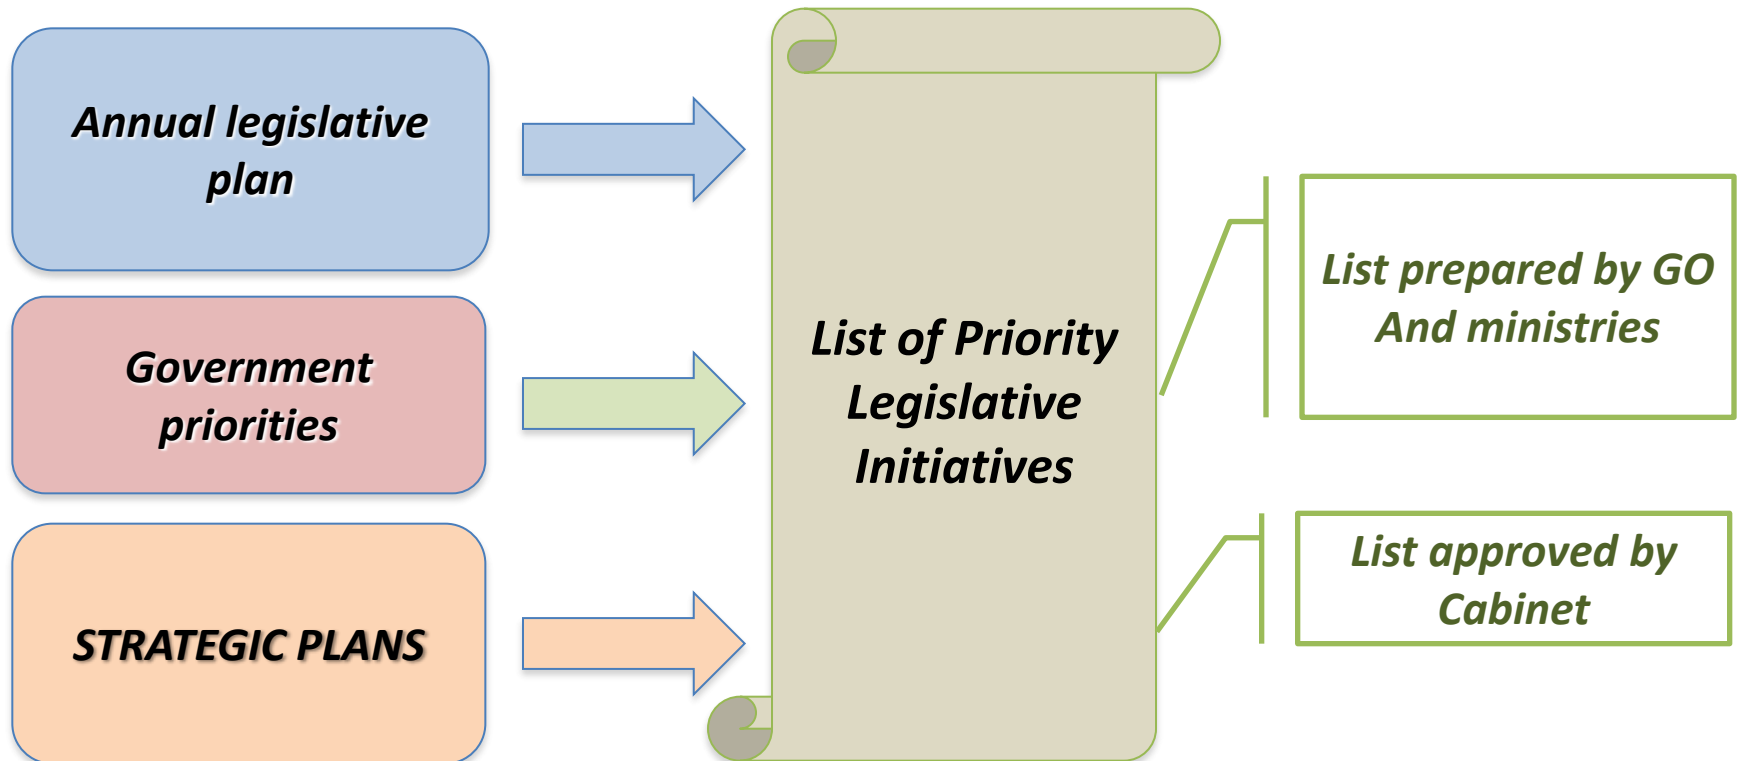 Annual legislative
plan
Government
priorities
STRATEGIC PLANS
List of Priority
Legislative
Initiatives
List prepared by GO
And ministries
List approved by
Cabinet